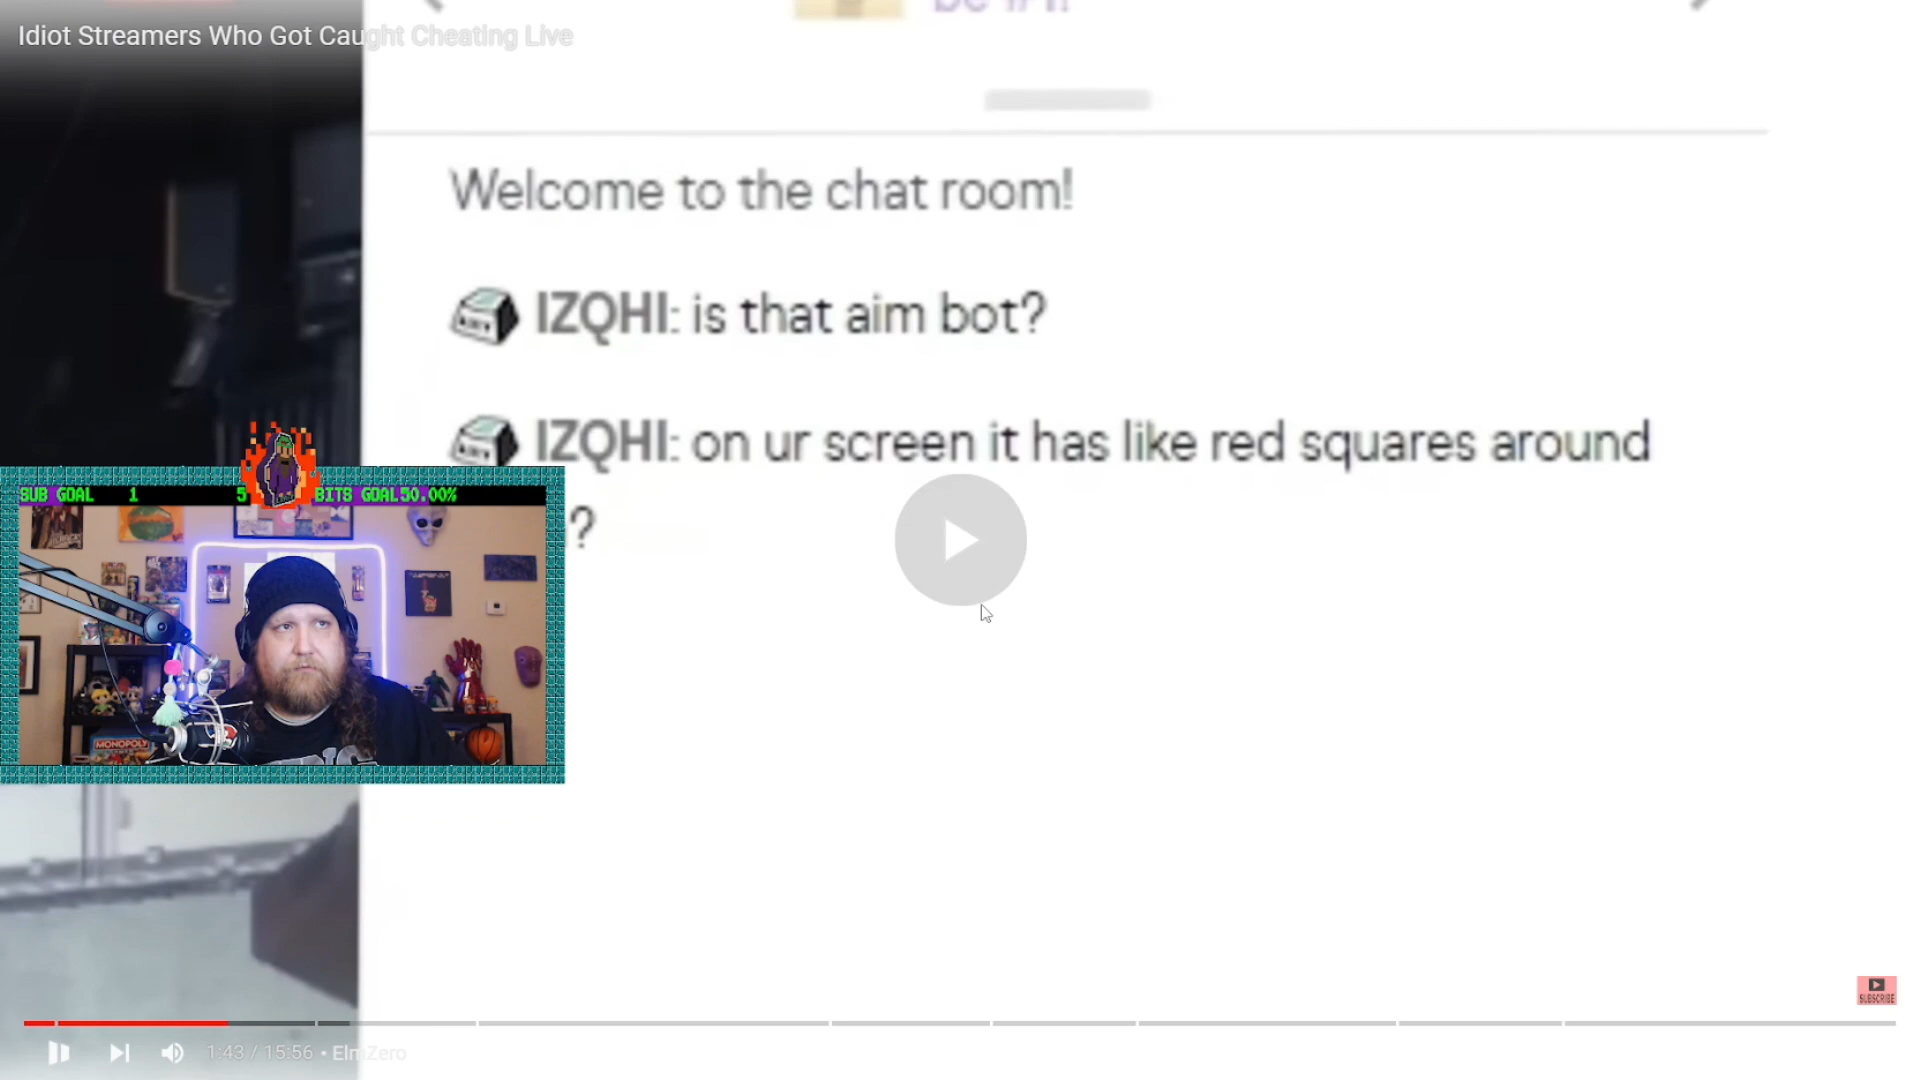 Idiot Streamers Who Got Caught Cheating Live
Welcome to the chat room!
IZQHI: is that aim bot?
IZQHI: on ur screen it has like red squares around
?
SUB GOAL 1 5 BITS GOAL 50.00%
MONOPOLY
SUBSCRIBE
1:43 / 15:56 • ElmZero